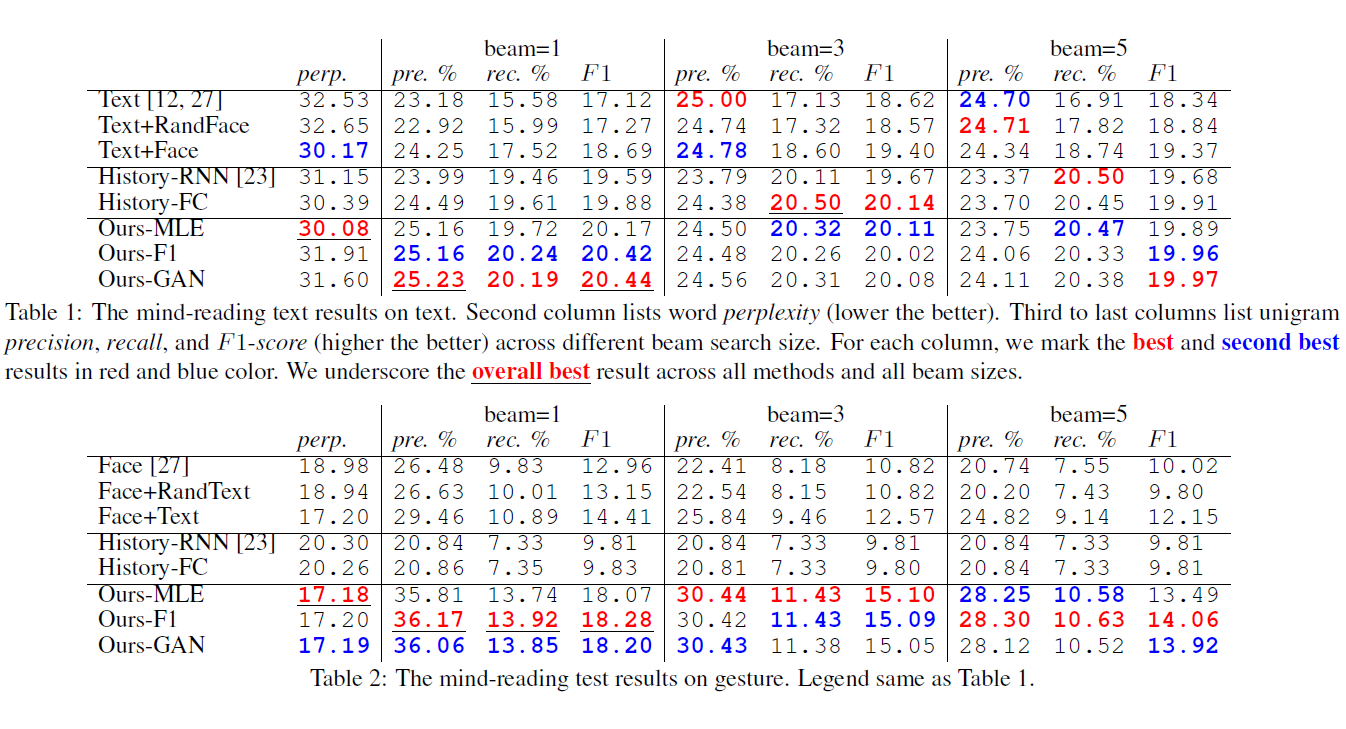 beam=1 beam=3 beam=5
perp. pre. % rec. % F1 pre. % rec. % F1 pre. % rec. % F1
Text [12, 27] 32.53 23.18 15.58 17.12 25.00 17.13 18.62 24.70 16.91 18.34
Text+RandFace 32.65 22.92 15.99 17.27 24.74 17.32 18.57 24.71 17.82 18.84
Text+Face 30.17 24.25 17.52 18.69 24.78 18.60 19.40 24.34 18.74 19.37
History-RNN [23] 31.15 23.99 19.46 19.59 23.79 20.11 19.67 23.37 20.50 19.68
History-FC 30.39 24.49 19.61 19.88 24.38 20.50 20.14 23.70 20.45 19.91
Ours-MLE 30.08 25.16 19.72 20.17 24.50 20.32 20.11 23.75 20.47 19.89
Ours-F1 31.91 25.16 20.24 20.42 24.48 20.26 20.02 24.06 20.33 19.96
Ours-GAN 31.60 25.23 20.19 20.44 24.56 20.31 20.08 24.11 20.38 19.97
Table 1: The mind-reading text results on text. Second column lists word perplexity (lower the better). Third to last columns list unigram
precision, recall, and F1-score (higher the better) across different beam search size. For each column, we mark the best and second best
results in red and blue color. We underscore the overall best result across all methods and all beam sizes.
beam=1 beam=3 beam=5
perp. pre. % rec. % F1 pre. % rec. % F1 pre. % rec. % F1
Face [27] 18.98 26.48 9.83 12.96 22.41 8.18 10.82 20.74 7.55 10.02
Face+RandText 18.94 26.63 10.01 13.15 22.54 8.15 10.82 20.20 7.43 9.80
Face+Text 17.20 29.46 10.89 14.41 25.84 9.46 12.57 24.82 9.14 12.15
History-RNN [23] 20.30 20.84 7.33 9.81 20.84 7.33 9.81 20.84 7.33 9.81
History-FC 20.26 20.86 7.35 9.83 20.81 7.33 9.80 20.84 7.33 9.81
Ours-MLE 17.18 35.81 13.74 18.07 30.44 11.43 15.10 28.25 10.58 13.49
Ours-F1 17.20 36.17 13.92 18.28 30.42 11.43 15.09 28.30 10.63 14.06
Ours-GAN 17.19 36.06 13.85 18.20 30.43 11.38 15.05 28.12 10.52 13.92
Table 2: The mind-reading test results on gesture. Legend same as Table 1.